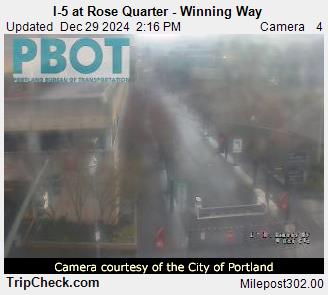 I-5 at Rose Quarter - Winning Way
Updated Dec 29 2024 2:16 PM Camera 4
PBOT
PORTLAND BUREAU OF TRANSPORTATION
Camera courtesy of the City of Portland
TripCheck.com Milepost302.00